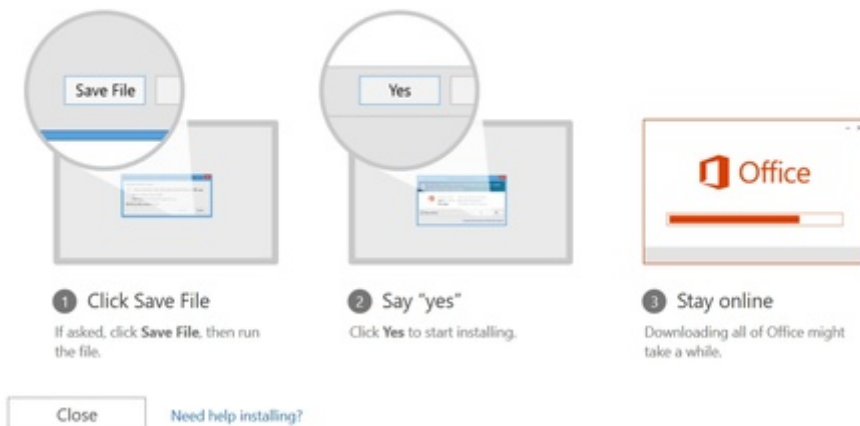 Save File
Yes
Office
1 Click Save File
If asked, click Save File, then run
the file.
2 Say "yes"
Click Yes to start installing.
3 Stay online
Downloading all of Office might
take a while.
Close
Need help installing?